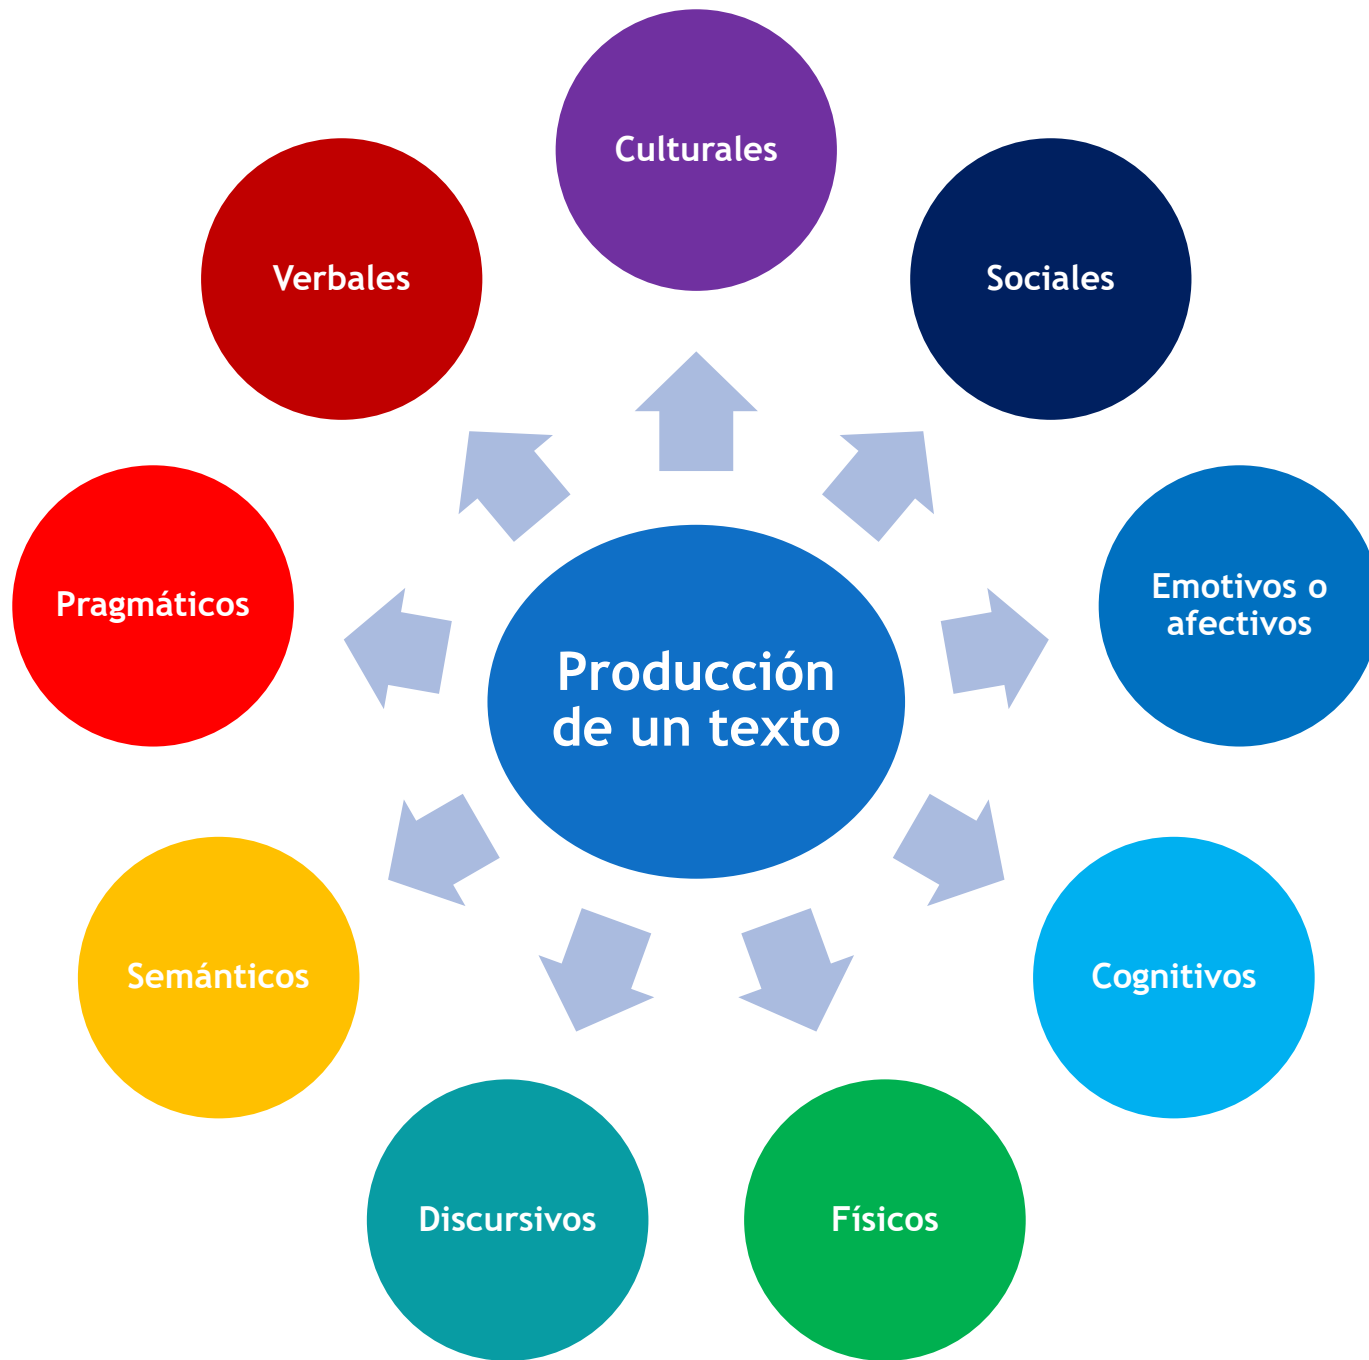 Culturales
Verbales
Sociales
Emotivos o
afectivos
Pragmáticos
Producción
de un texto
Semánticos
Cognitivos
Discursivos
Físicos